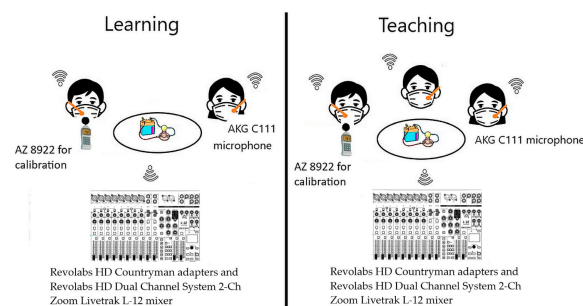 Learning
AZ 8922 for
calibration
AKG C111
microphone
Revolabs HD Countryman adapters and
Revolabs HD Dual Channel System 2-Ch
Zoom Livetrak L-12 mixer
Teaching
AZ 8922 for
calibration
AKG C111 microphone
Revolabs HD Countryman adapters and
Revolabs HD Dual Channel System 2-Ch
Zoom Livetrak L-12 mixer